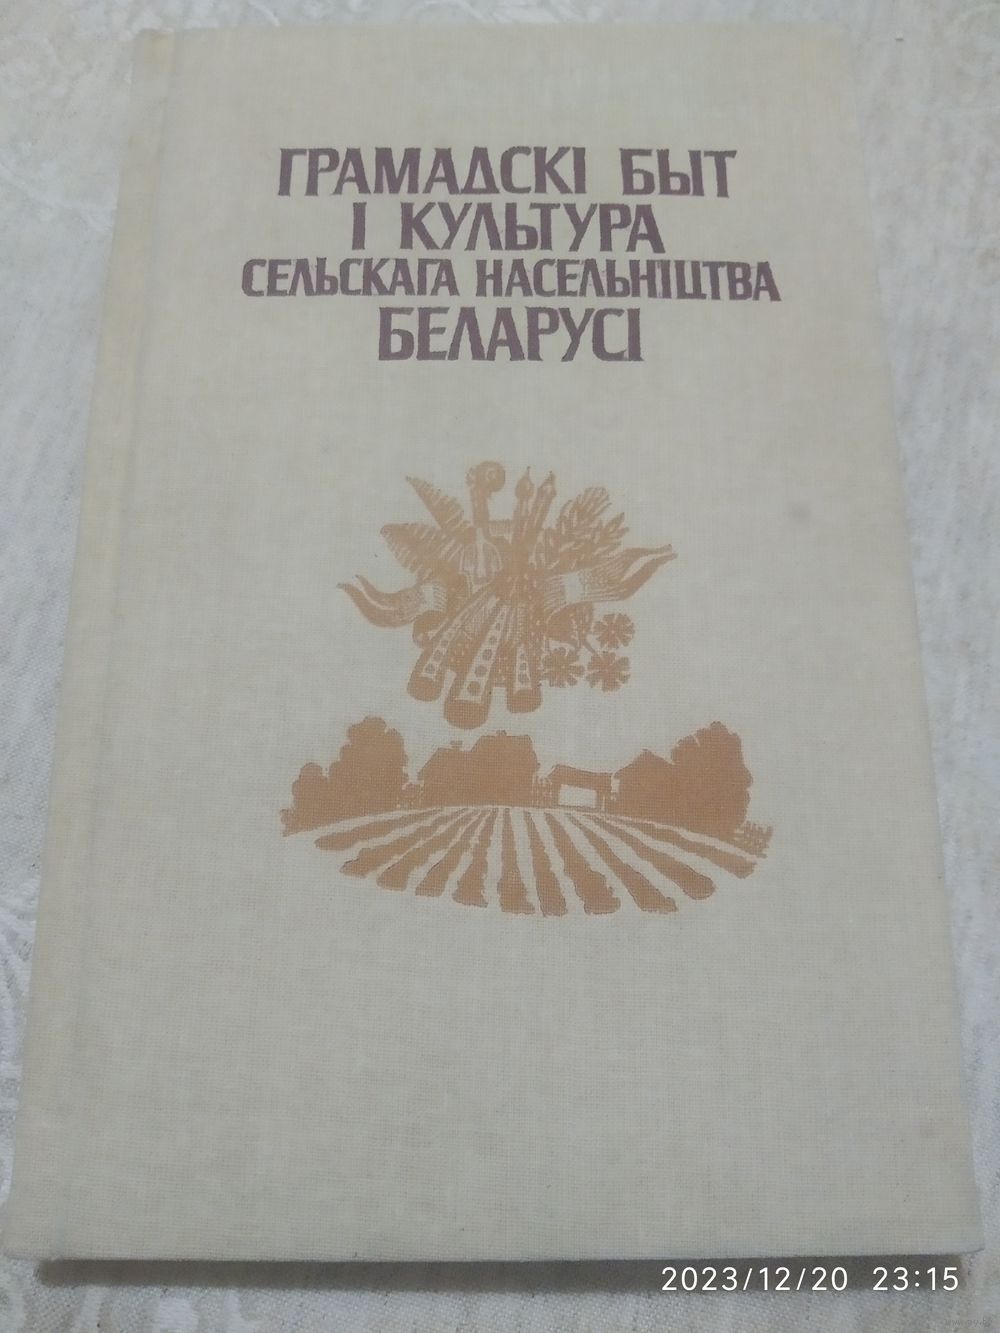 ГРАМАДСКІ БЫТ
І КУЛЬТУРА
СЕЛЬСКАГА НАСЕЛЬНІЦТВА
БЕЛАРУСІ
2023/12/20 23:15